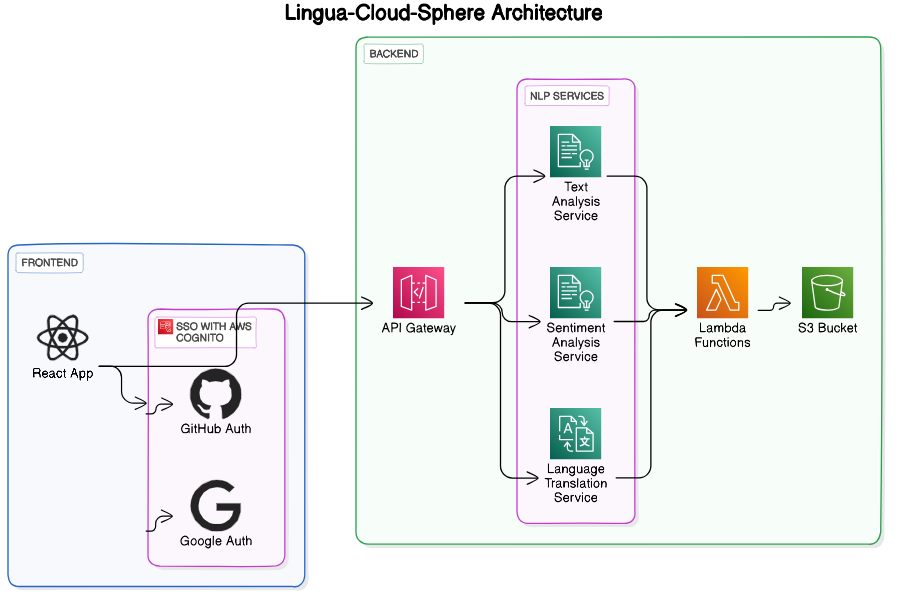 Lingua-Cloud-Sphere Architecture
BACKEND
NLP SERVICES
Text
Analysis
Service
FRONTEND
SSO WITH AWS
COGNITO
React App
GitHub Auth
Google Auth
API Gateway
Sentiment
Analysis
Service
Lambda
Functions
S3 Bucket
Language
Translation
Service